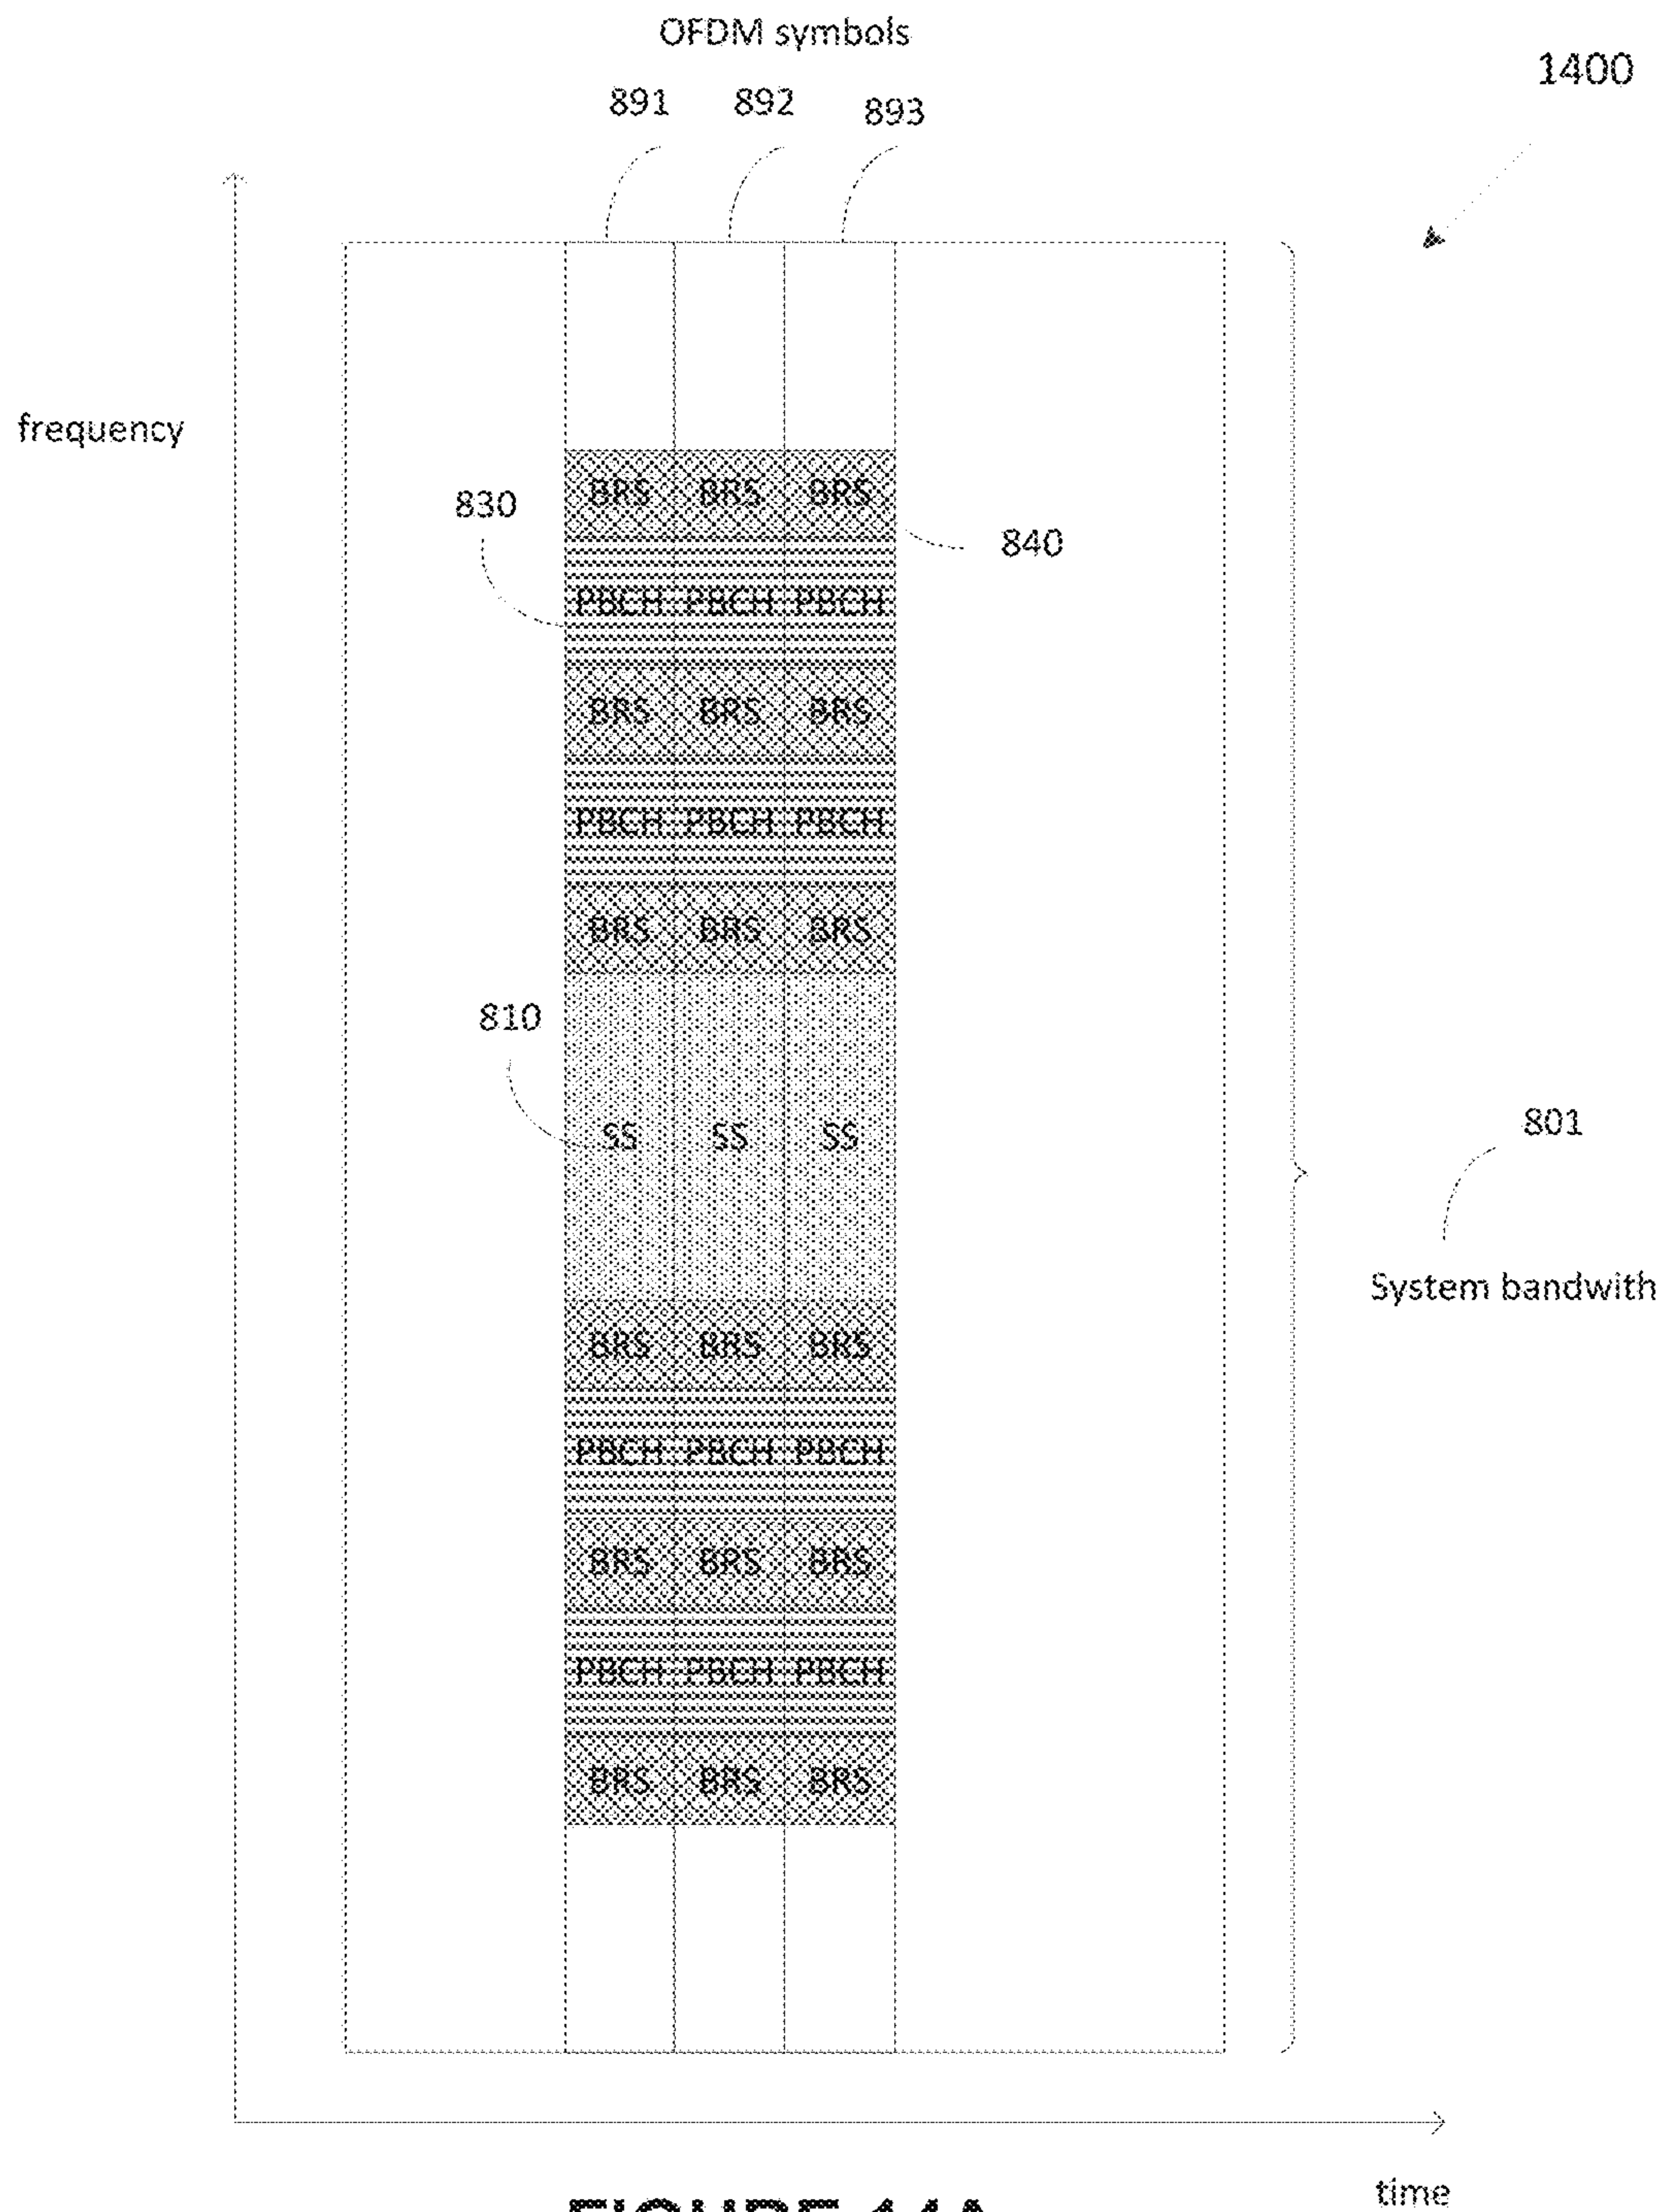 OFDM symbols
1400
891 892 893
frequency
BRS BRS BRS
830
840
PBCH PBCH PBCH
BRS BRS BRS
PBCH PBCH PBCH
BRS BRS BRS
810
SS SS SS
801
System bandwith
BRS BRS BRS
PBCH PBCH PBCH
BRS BRS BRS
PBCH PBCH PBCH
BRS BRS BRS
time